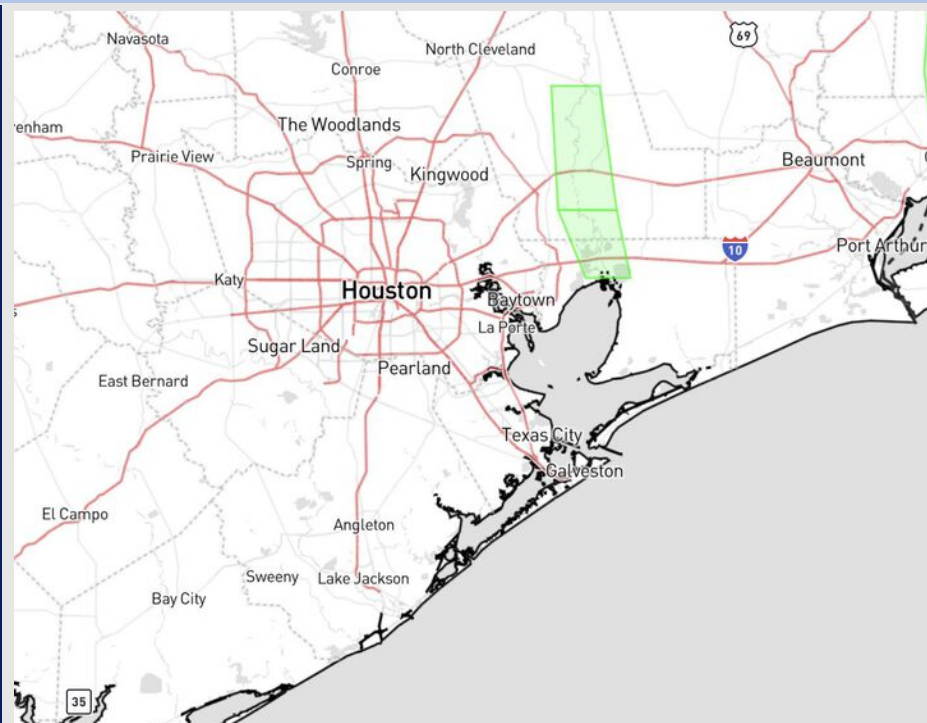 Navasota
North Cleveland
69
Conroe
enham
The Woodlands
Prairie View
Spring
Kingwood
Beaumont
10
Port Arthur
Katy
Houston
Baytown
La Porte
Sugar Land
Pearland
East Bernard
Texas City
Galveston
El Campo
Angleton
Sweeny
Lake Jackson
Bay City
35